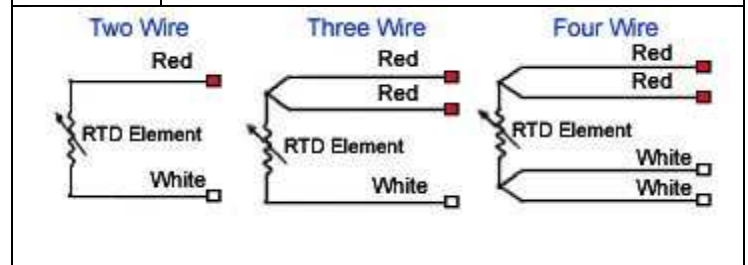 Two Wire
Red
RTD Element
White
Three Wire
Red
Red
RTD Element
White
Four Wire
Red
Red
RTD Element
White
White